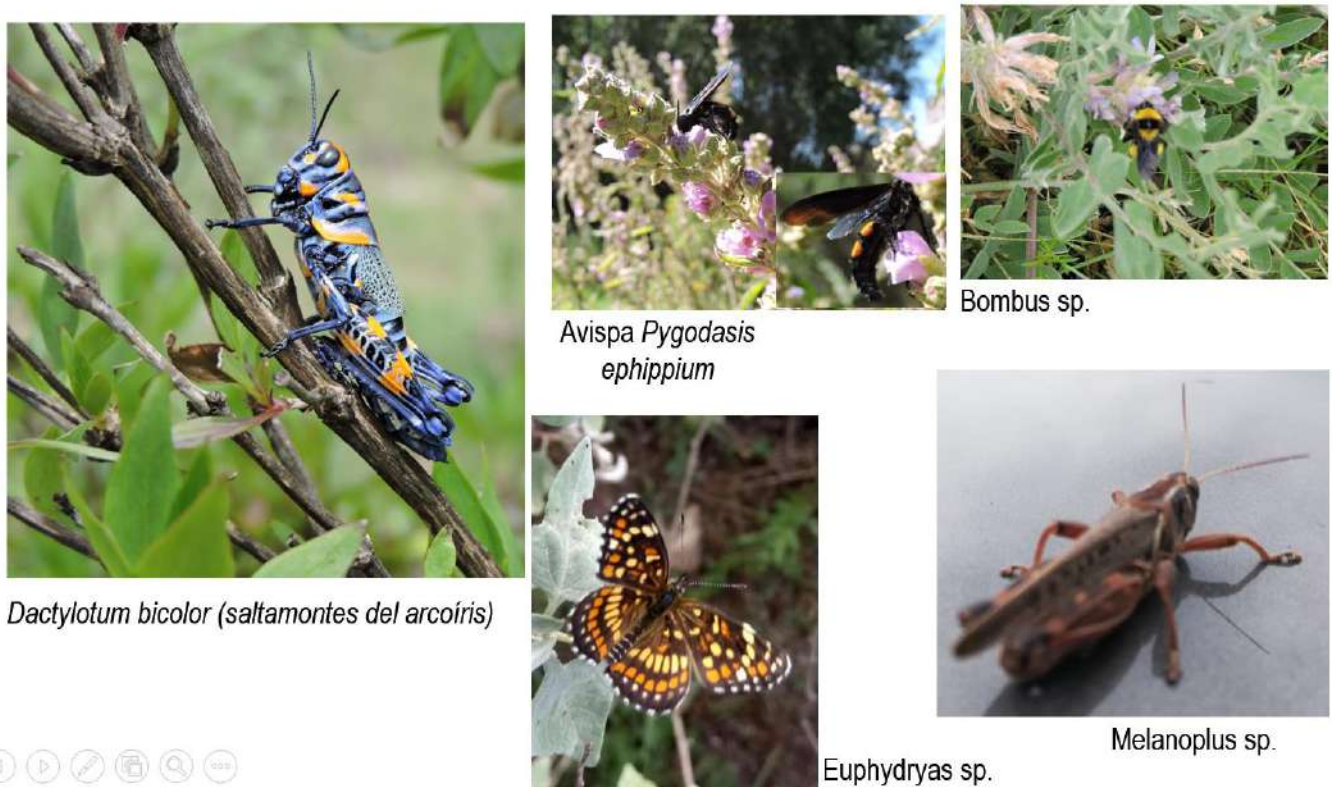 Avispa Pygodasis
ephippium
Bombus sp.
Dactylotum bicolor (saltamontes del arcoíris)
Melanoplus sp.
Euphydryas sp.